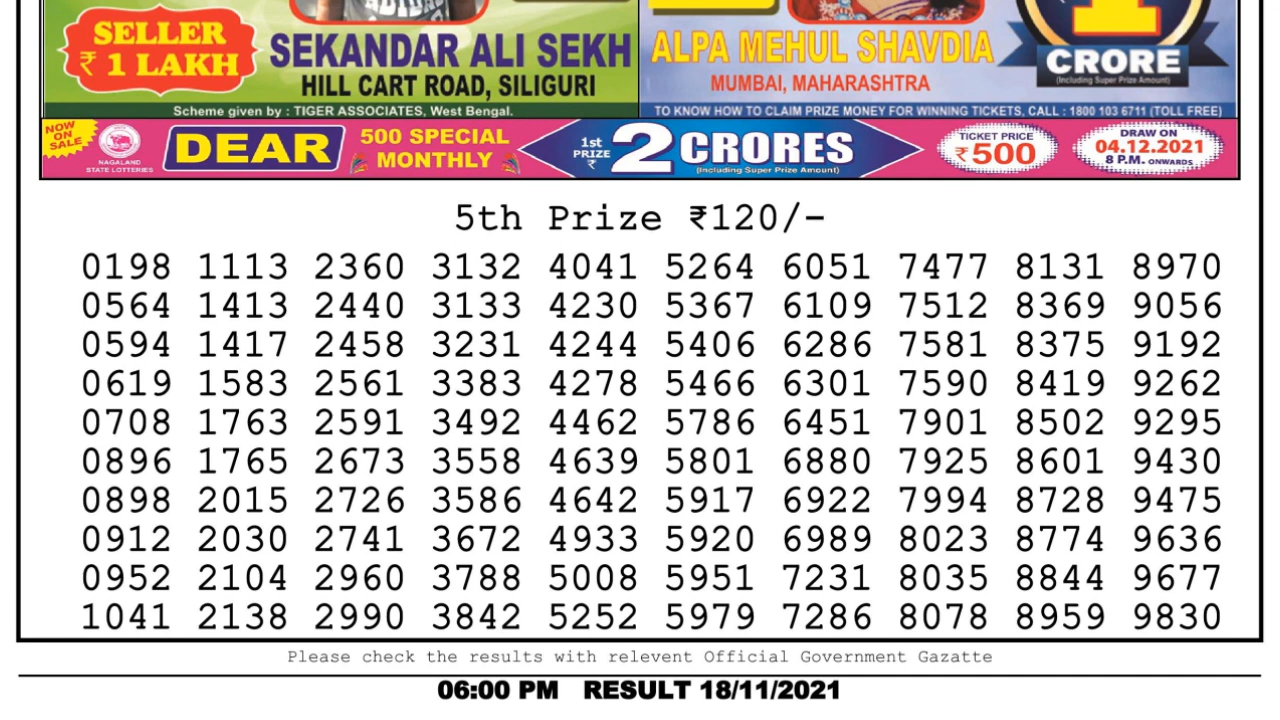 SELLER
₹ 1 LAKH
SEKANDAR ALI SEKH
HILL CART ROAD, SILIGURI
Scheme given by : TIGER ASSOCIATES, West Bengal.
ALPA MEHUL SHAVDIA
MUMBAI, MAHARASHTRA
1
CRORE
(Including Super Prize Amount)
TO KNOW HOW TO CLAIM PRIZE MONEY FOR WINNING TICKETS, CALL : 1800 103 6711 (TOLL FREE)
NOW
ON
SALE
NAGALAND
STATE LOTTERIES
DEAR
500 SPECIAL
MONTHLY
1st
PRIZE
₹
2 CRORES
(Including Super Prize Amount)
TICKET PRICE
₹500
DRAW ON
04.12.2021
8 P.M. ONWARDS
5th Prize ₹120/-
0198 1113 2360 3132 4041 5264 6051 7477 8131 8970
0564 1413 2440 3133 4230 5367 6109 7512 8369 9056
0594 1417 2458 3231 4244 5406 6286 7581 8375 9192
0619 1583 2561 3383 4278 5466 6301 7590 8419 9262
0708 1763 2591 3492 4462 5786 6451 7901 8502 9295
0896 1765 2673 3558 4639 5801 6880 7925 8601 9430
0898 2015 2726 3586 4642 5917 6922 7994 8728 9475
0912 2030 2741 3672 4933 5920 6989 8023 8774 9636
0952 2104 2960 3788 5008 5951 7231 8035 8844 9677
1041 2138 2990 3842 5252 5979 7286 8078 8959 9830
Please check the results with relevent Official Government Gazatte
06:00 PM RESULT 18/11/2021